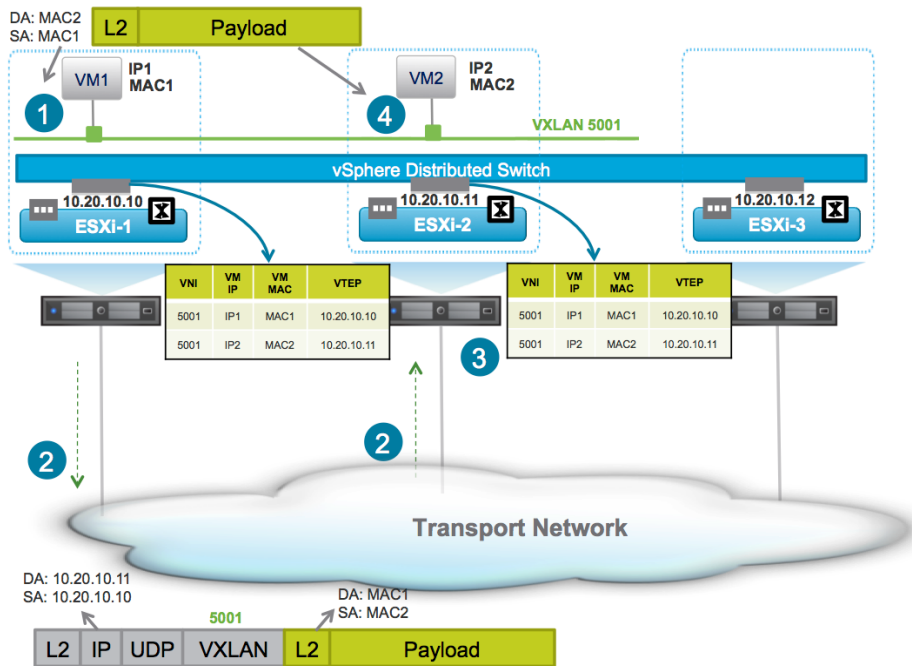 DA: MAC2
SA: MAC1
L2 Payload
VM1
IP1
MAC1
VM2
IP2
MAC2
1
4
VXLAN 5001
vSphere Distributed Switch
10.20.10.10
10.20.10.11
10.20.10.12
ESXi-1
ESXi-2
ESXi-3
VNI VM IP VM MAC VTEP
5001 IP1 MAC1 10.20.10.10
5001 IP2 MAC2 10.20.10.11
VNI VM IP VM MAC VTEP
5001 IP1 MAC1 10.20.10.10
5001 IP2 MAC2 10.20.10.11
3
2
2
Transport Network
DA: 10.20.10.11
SA: 10.20.10.10
5001
DA: MAC1
SA: MAC2
L2 IP UDP VXLAN L2 Payload